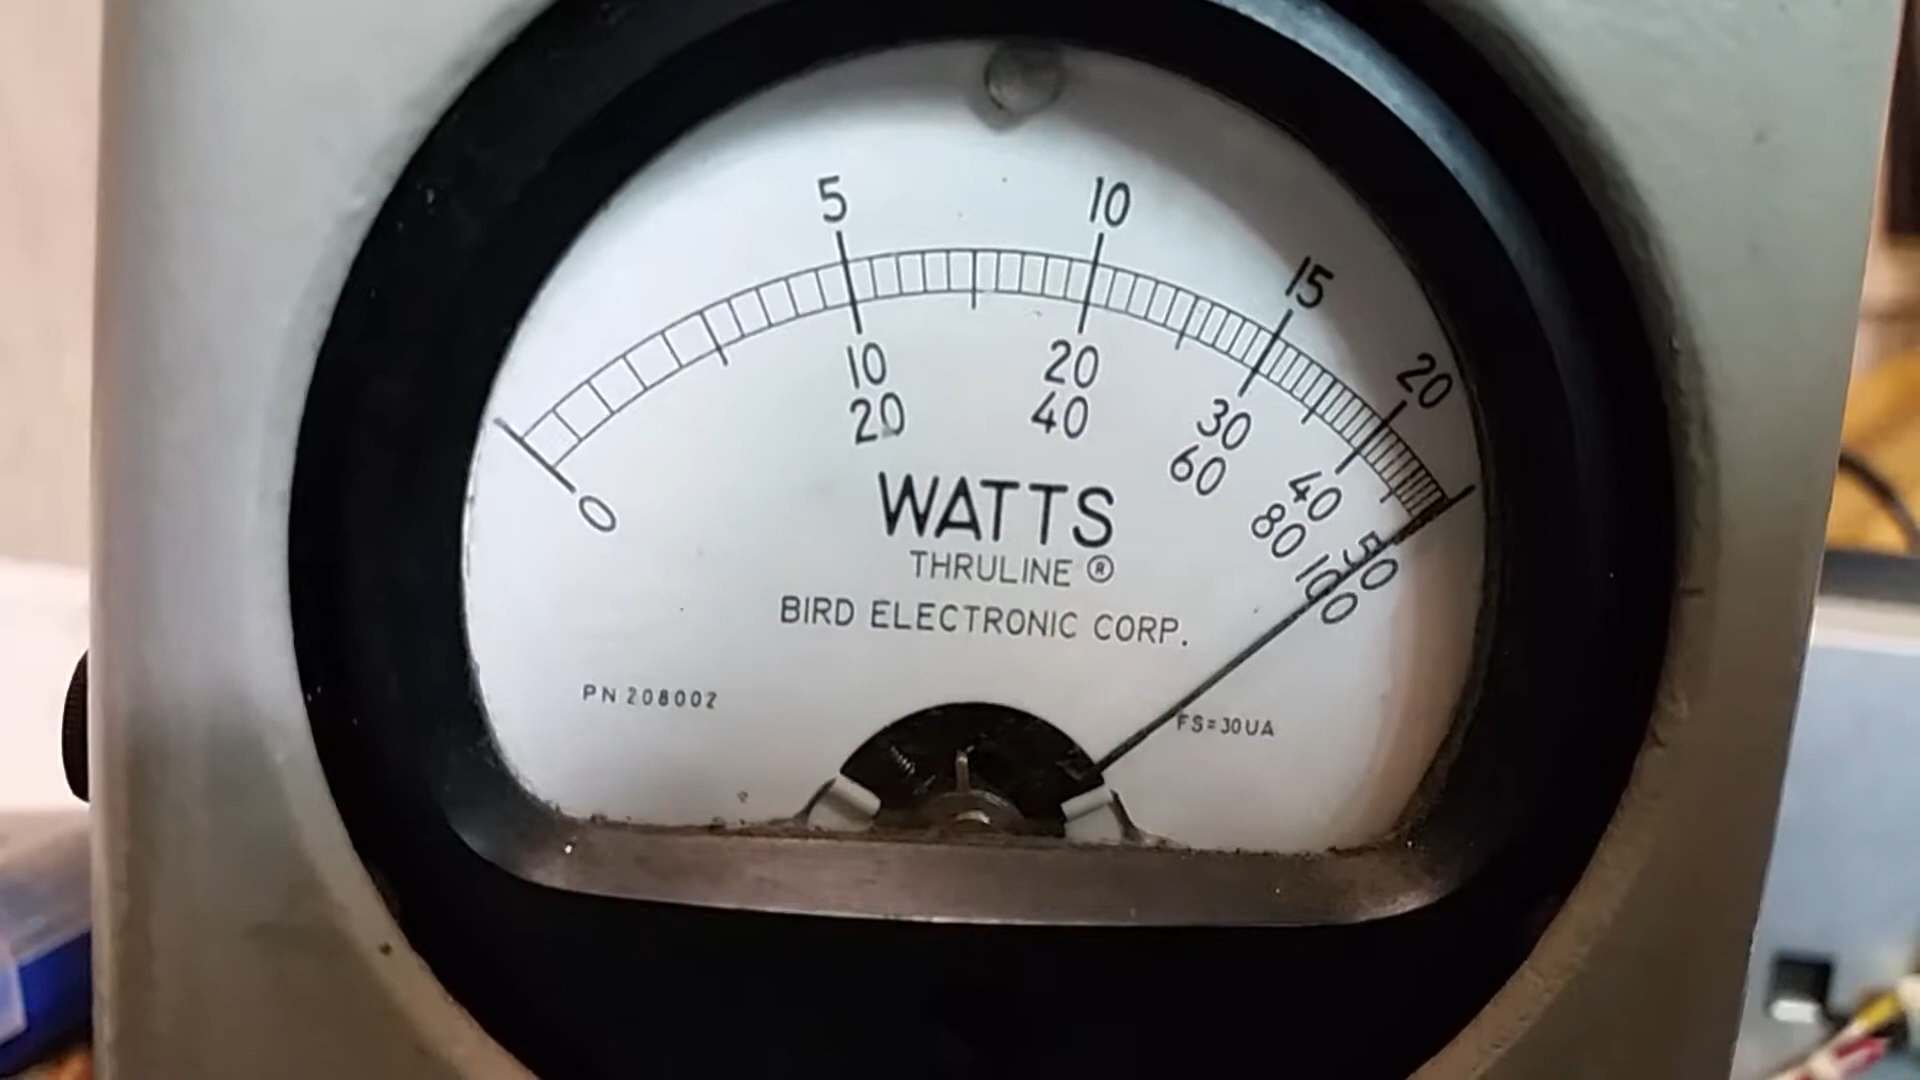 5 10 15 20
0 10 20 30 40 50
20 40 60 80 100
WATTS
THRULINE ®
BIRD ELECTRONIC CORP.
PN 208002 FS=30UA